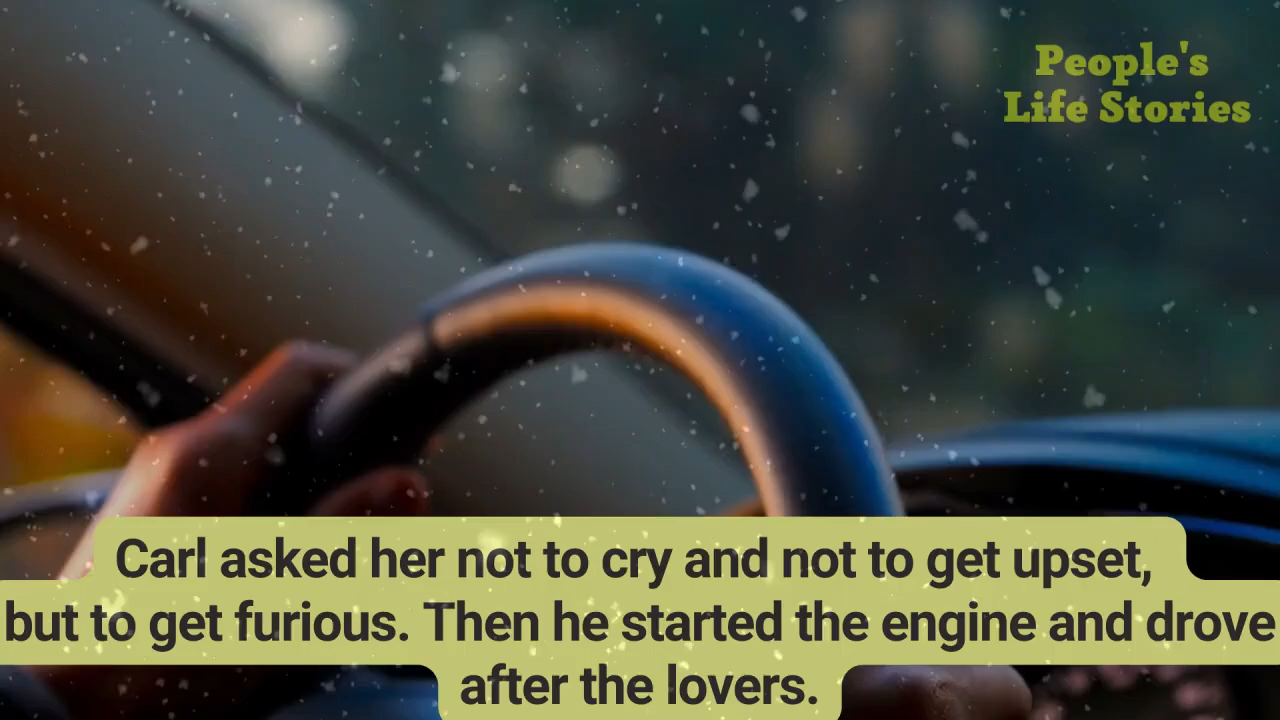 People's
Life Stories
Carl asked her not to cry and not to get upset,
but to get furious. Then he started the engine and drove
after the lovers.